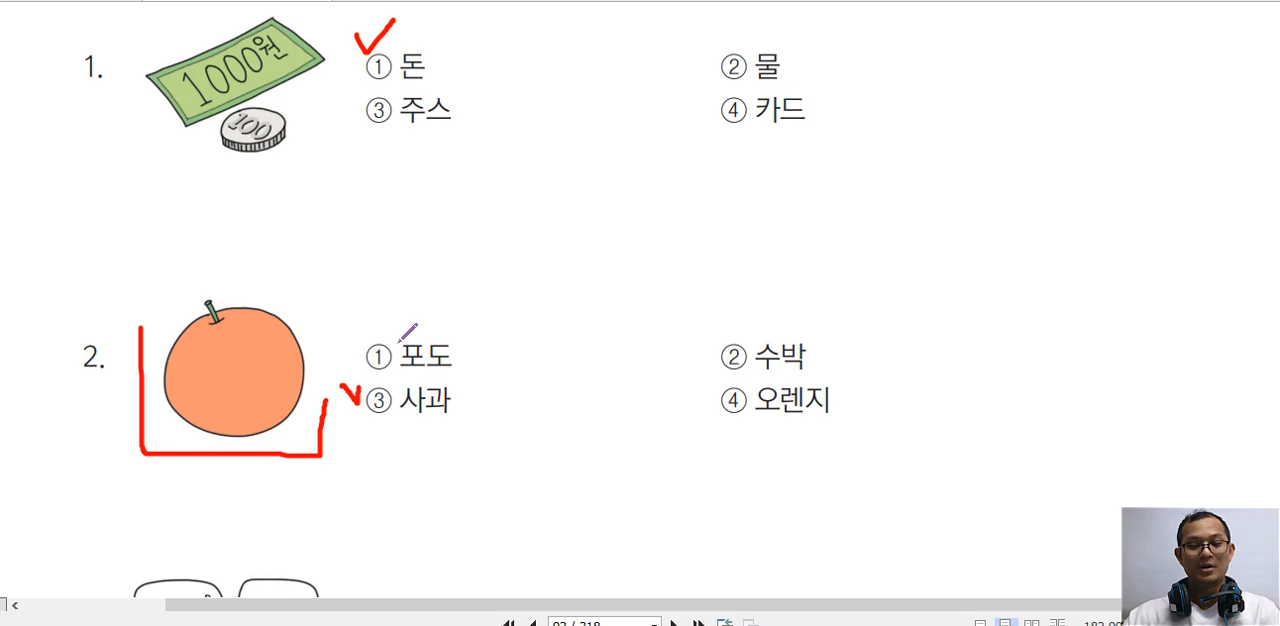 1.
1000원
100
① 돈
② 물
③ 주스
④ 카드
2.
① 포도
② 수박
③ 사과
④ 오렌지